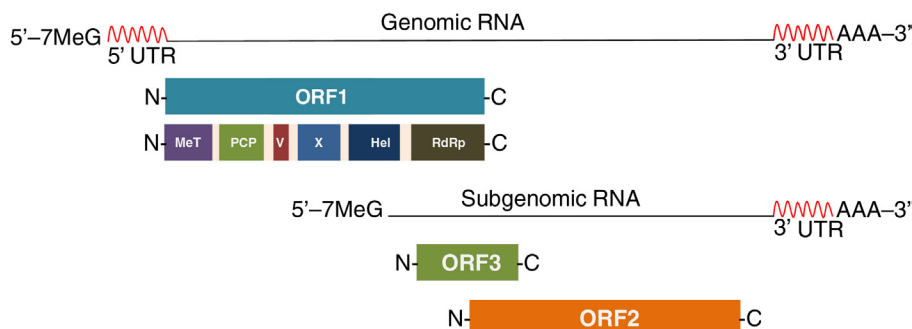 Genomic RNA
5’–7MeG AAA–3’
5’ UTR 3’ UTR
N- ORF1 -C
N- MeT PCP V X Hel RdRp -C
Subgenomic RNA
5’–7MeG AAA–3’
3’ UTR
N- ORF3 -C
N- ORF2 -C